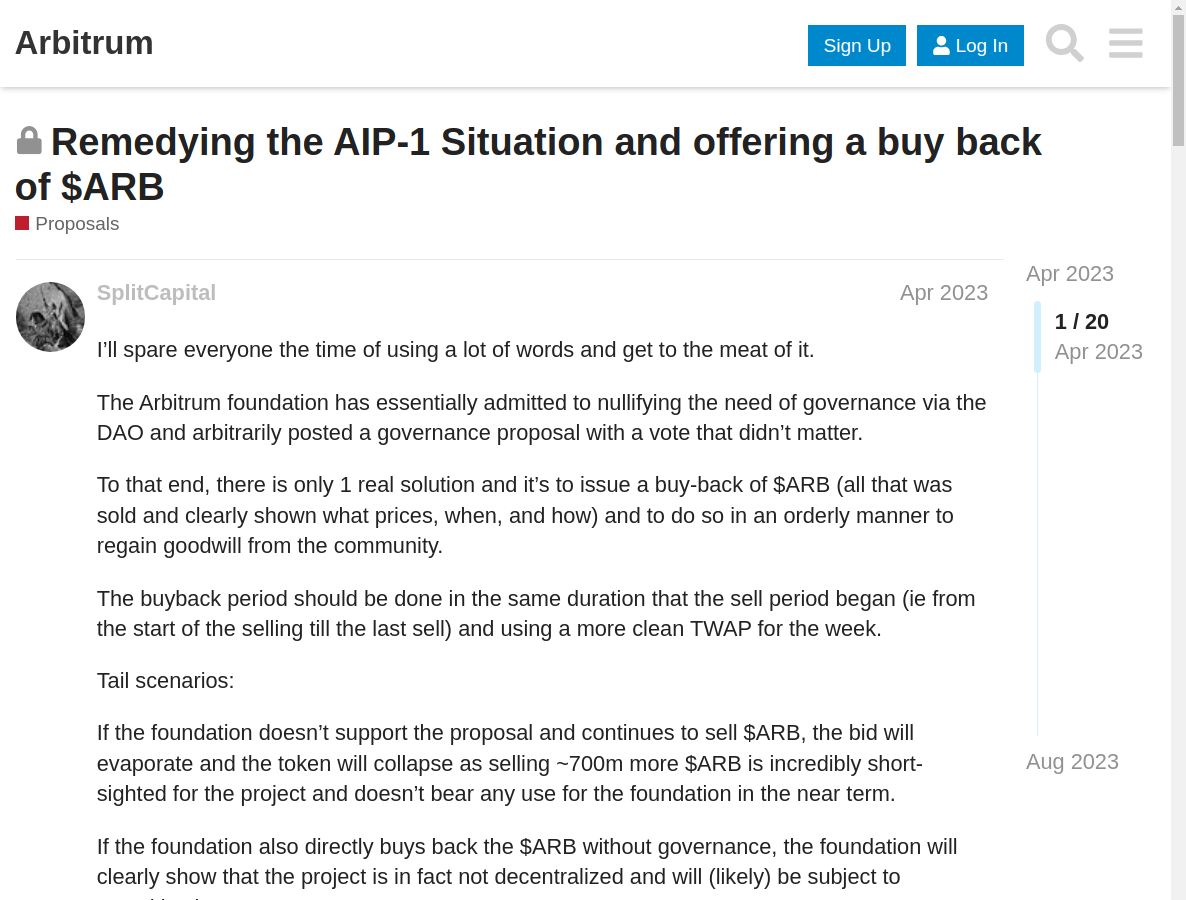 Arbitrum
Sign Up
Log In
Remedying the AIP-1 Situation and offering a buy back
of $ARB
Proposals
SplitCapital
Apr 2023
I’ll spare everyone the time of using a lot of words and get to the meat of it.
The Arbitrum foundation has essentially admitted to nullifying the need of governance via the
DAO and arbitrarily posted a governance proposal with a vote that didn’t matter.
To that end, there is only 1 real solution and it’s to issue a buy-back of $ARB (all that was
sold and clearly shown what prices, when, and how) and to do so in an orderly manner to
regain goodwill from the community.
The buyback period should be done in the same duration that the sell period began (ie from
the start of the selling till the last sell) and using a more clean TWAP for the week.
Tail scenarios:
If the foundation doesn’t support the proposal and continues to sell $ARB, the bid will
evaporate and the token will collapse as selling ~700m more $ARB is incredibly short-
sighted for the project and doesn’t bear any use for the foundation in the near term.
If the foundation also directly buys back the $ARB without governance, the foundation will
clearly show that the project is in fact not decentralized and will (likely) be subject to
Apr 2023
1 / 20
Apr 2023
Aug 2023